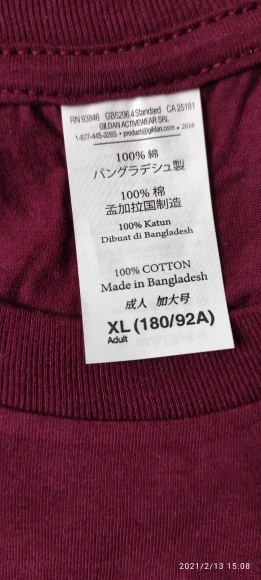 RN 93846 GB5296.4 Standard CA 25181
GILDAN ACTIVEWEAR SRL
1-877-445-3265 • product@gildan.com • 2016
100% 綿
バングラデシュ製
100% 棉
孟加拉国制造
100% Katun
Dibuat di Bangladesh
100% COTTON
Made in Bangladesh
成人 加大号
XL (180/92A)
Adult
2021/2/13 15:08